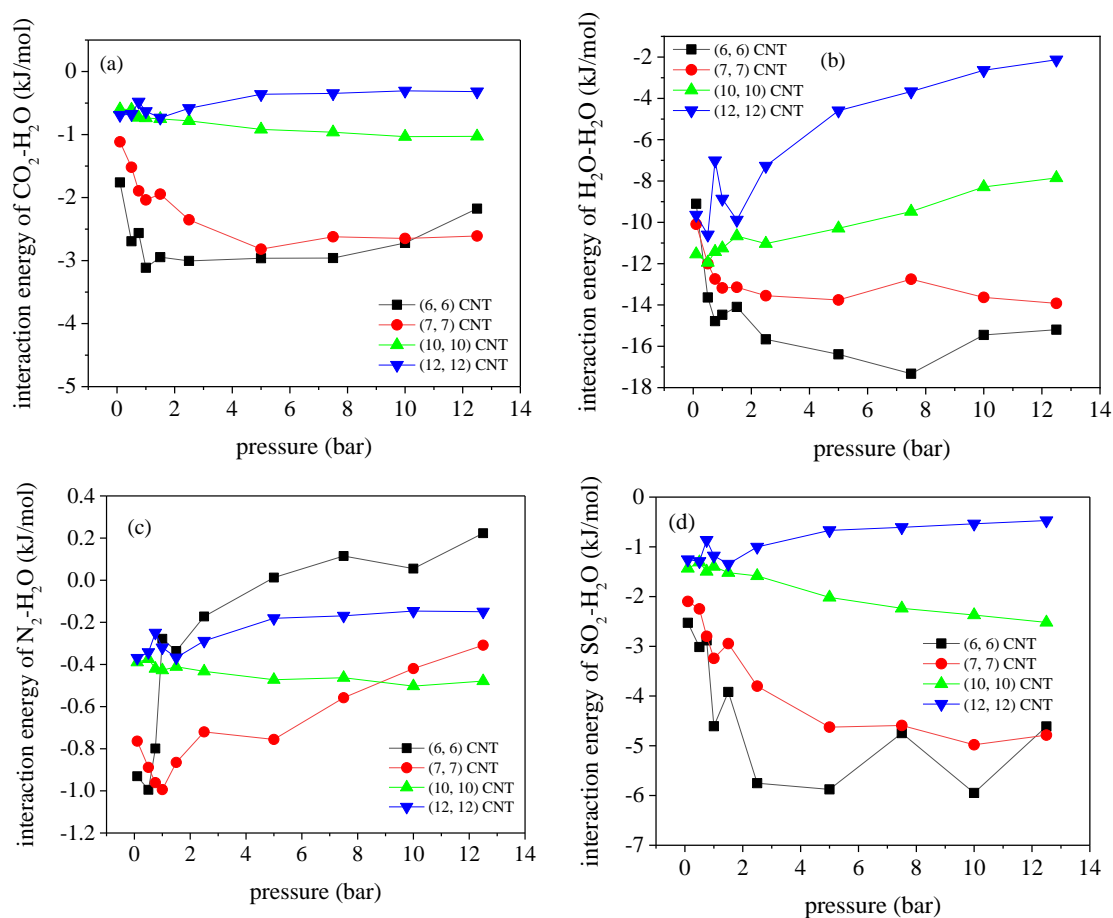 (a)
interaction energy of CO₂-H₂O (kJ/mol)
0
-1
-2
-3
-4
-5
(6, 6) CNT
(7, 7) CNT
(10, 10) CNT
(12, 12) CNT
0 2 4 6 8 10 12 14
pressure (bar)
(b)
interaction energy of H₂O-H₂O (kJ/mol)
(6, 6) CNT
(7, 7) CNT
(10, 10) CNT
(12, 12) CNT
-2
-4
-6
-8
-10
-12
-14
-16
-18
0 2 4 6 8 10 12 14
pressure (bar)
(c)
interaction energy of N₂-H₂O (kJ/mol)
0.4
0.2
0.0
-0.2
-0.4
-0.6
-0.8
-1.0
-1.2
(6, 6) CNT
(7, 7) CNT
(10, 10) CNT
(12, 12) CNT
0 2 4 6 8 10 12 14
pressure (bar)
(d)
interaction energy of SO₂-H₂O (kJ/mol)
0
-1
-2
-3
-4
-5
-6
-7
(6, 6) CNT
(7, 7) CNT
(10, 10) CNT
(12, 12) CNT
0 2 4 6 8 10 12 14
pressure (bar)